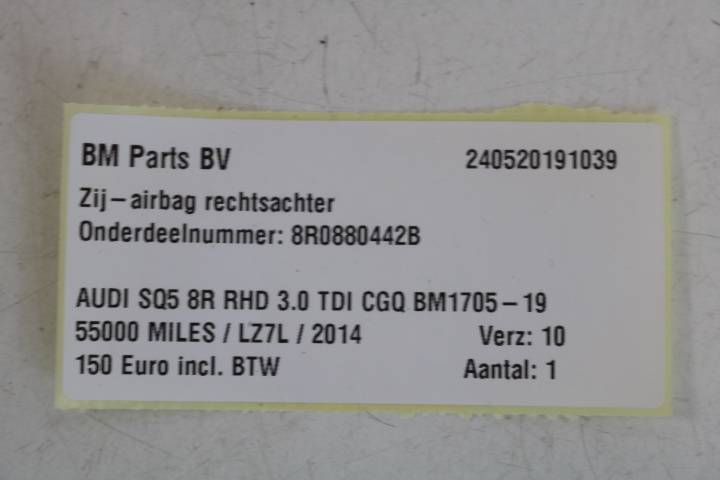 BM Parts BV 240520191039
Zij-airbag rechtsachter
Onderdeelnummer: 8R0880442B
AUDI SQ5 8R RHD 3.0 TDI CGQ BM1705-19
55000 MILES / LZ7L / 2014 Verz: 10
150 Euro incl. BTW Aantal: 1